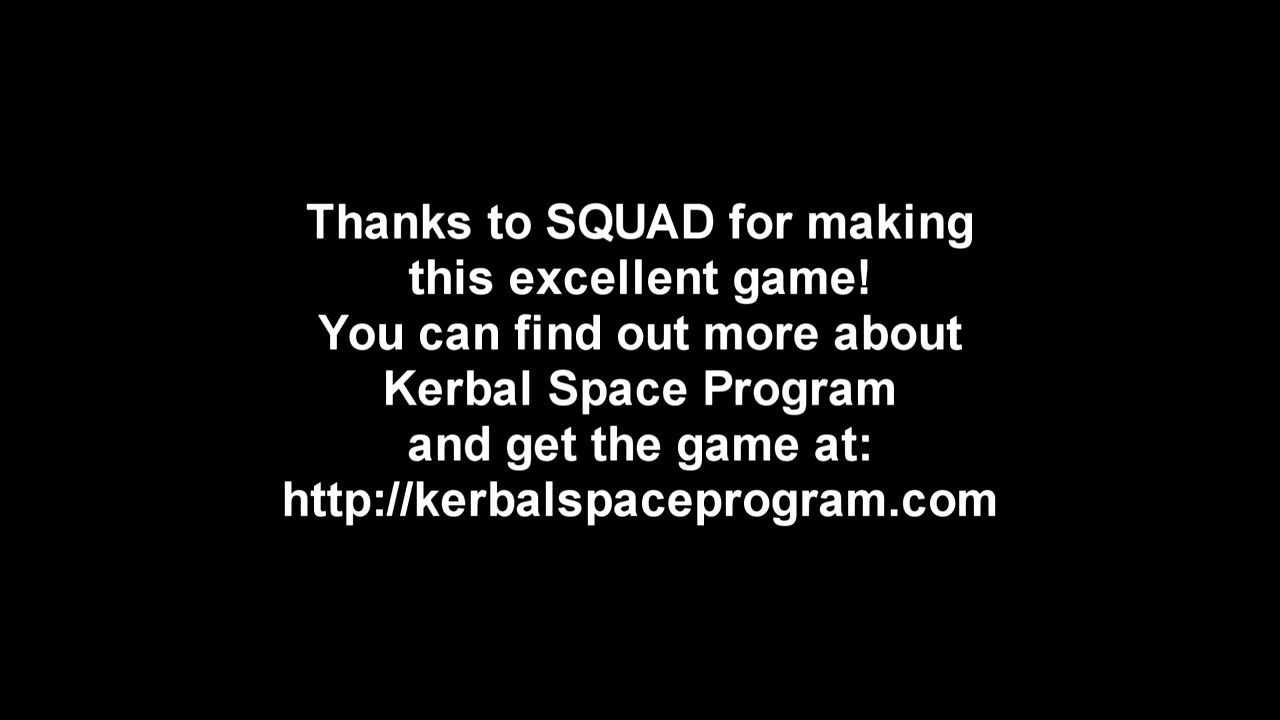 Thanks to SQUAD for making
this excellent game!
You can find out more about
Kerbal Space Program
and get the game at:
http://kerbalspaceprogram.com